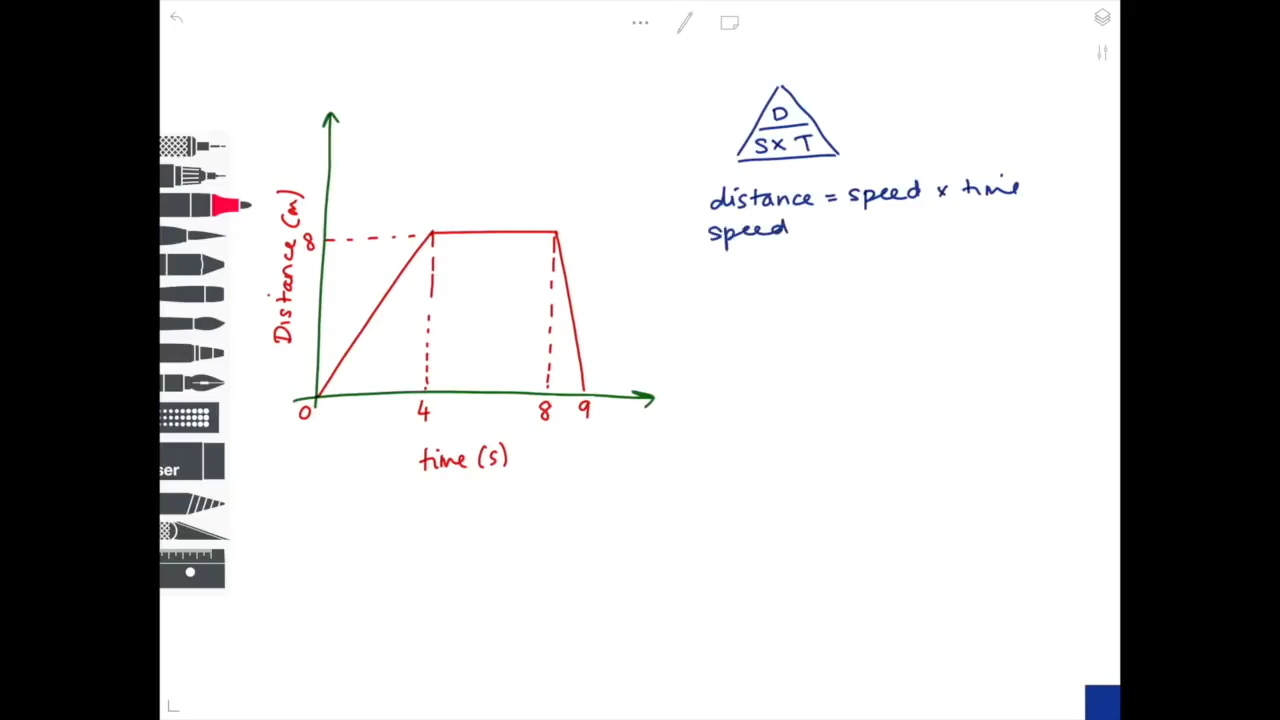 D
S x T
distance = speed x time
speed
Distance (m)
8
0
4
8
9
time (s)
ser